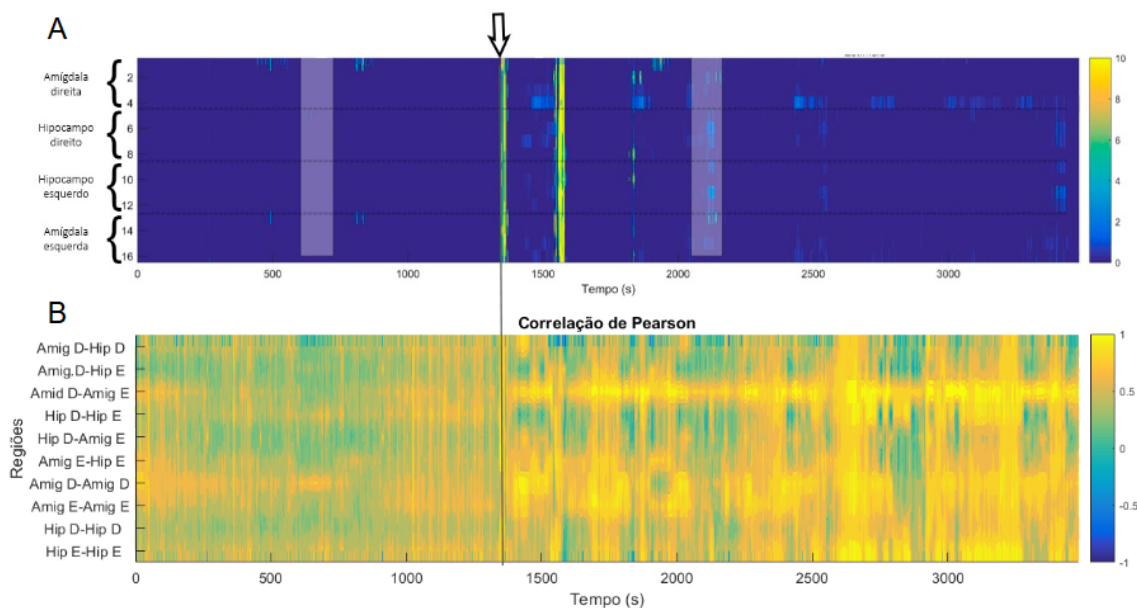 A
10
8
6
4
2
0
Amígdala
direita
Hipocampo
direito
Hipocampo
esquerdo
Amígdala
esquerda
2
4
6
8
10
12
14
16
0 500 1000 1500 2000 2500 3000
Tempo (s)
B
Correlação de Pearson
Regiões
Amig D-Hip D
Amig.D-Hip E
Amid D-Amig E
Hip D-Hip E
Hip D-Amig E
Amig E-Hip E
Amig D-Amig D
Amig E-Amig E
Hip D-Hip D
Hip E-Hip E
1
0.5
0
-0.5
-1
0 500 1000 1500 2000 2500 3000
Tempo (s)